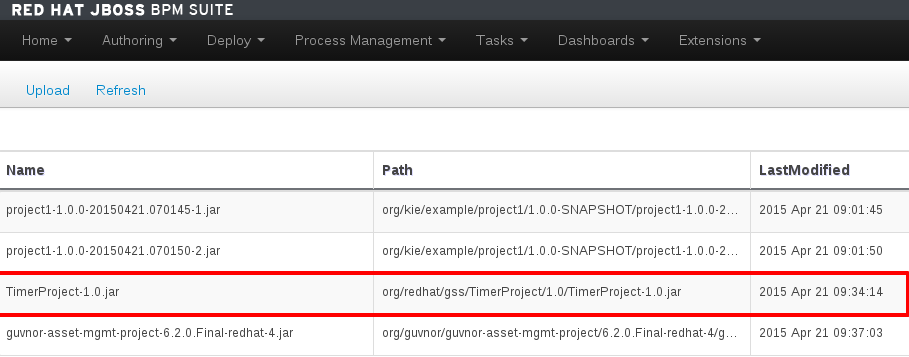 RED HAT JBOSS BPM SUITE
Home Authoring Deploy Process Management Tasks Dashboards Extensions
Upload Refresh
Name Path LastModified
project1-1.0.0-20150421.070145-1.jar org/kie/example/project1/1.0.0-SNAPSHOT/project1-1.0.0-2... 2015 Apr 21 09:01:45
project1-1.0.0-20150421.070150-2.jar org/kie/example/project1/1.0.0-SNAPSHOT/project1-1.0.0-2... 2015 Apr 21 09:01:50
TimerProject-1.0.jar org/redhat/gss/TimerProject/1.0/TimerProject-1.0.jar 2015 Apr 21 09:34:14
guvnor-asset-mgmt-project-6.2.0.Final-redhat-4.jar org/guvnor/guvnor-asset-mgmt-project/6.2.0.Final-redhat-4/g... 2015 Apr 21 09:37:03